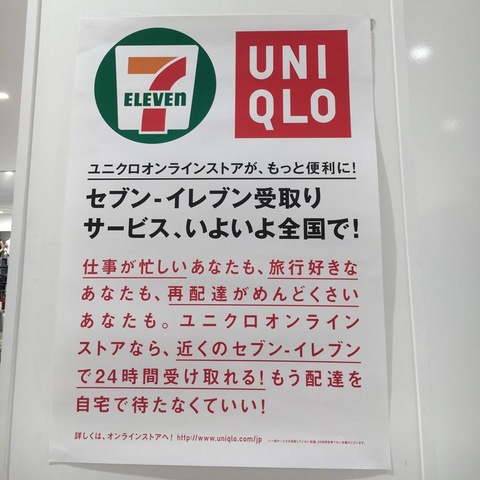 7
ELEVEN
UNI
QLO
ユニクロオンラインストアが、もっと便利に!
セブン-イレブン受取り
サービス、いよいよ全国で!
仕事が忙しいあなたも、旅行好きな
あなたも、再配達がめんどくさい
あなたも。ユニクロオンライン
ストアなら、近くのセブン-イレブン
で24時間受け取れる!もう配達を
自宅で待たなくていい!
詳しくは、オンラインストアへ! http://www.uniqlo.com/jp